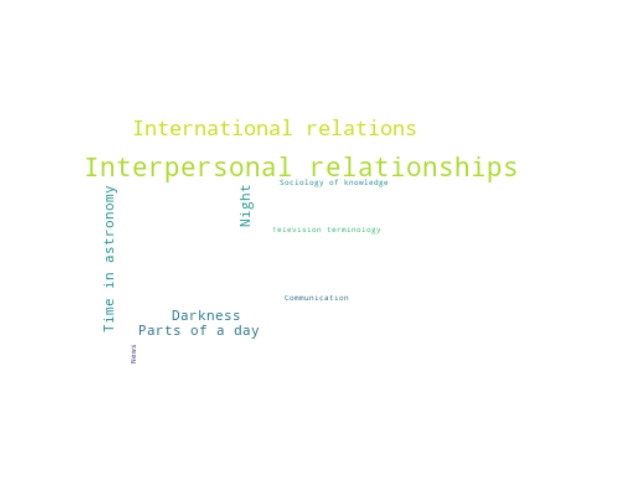 International relations
Interpersonal relationships
Sociology of knowledge
Time in astronomy
Night
Television terminology
Communication
Darkness
Parts of a day
News